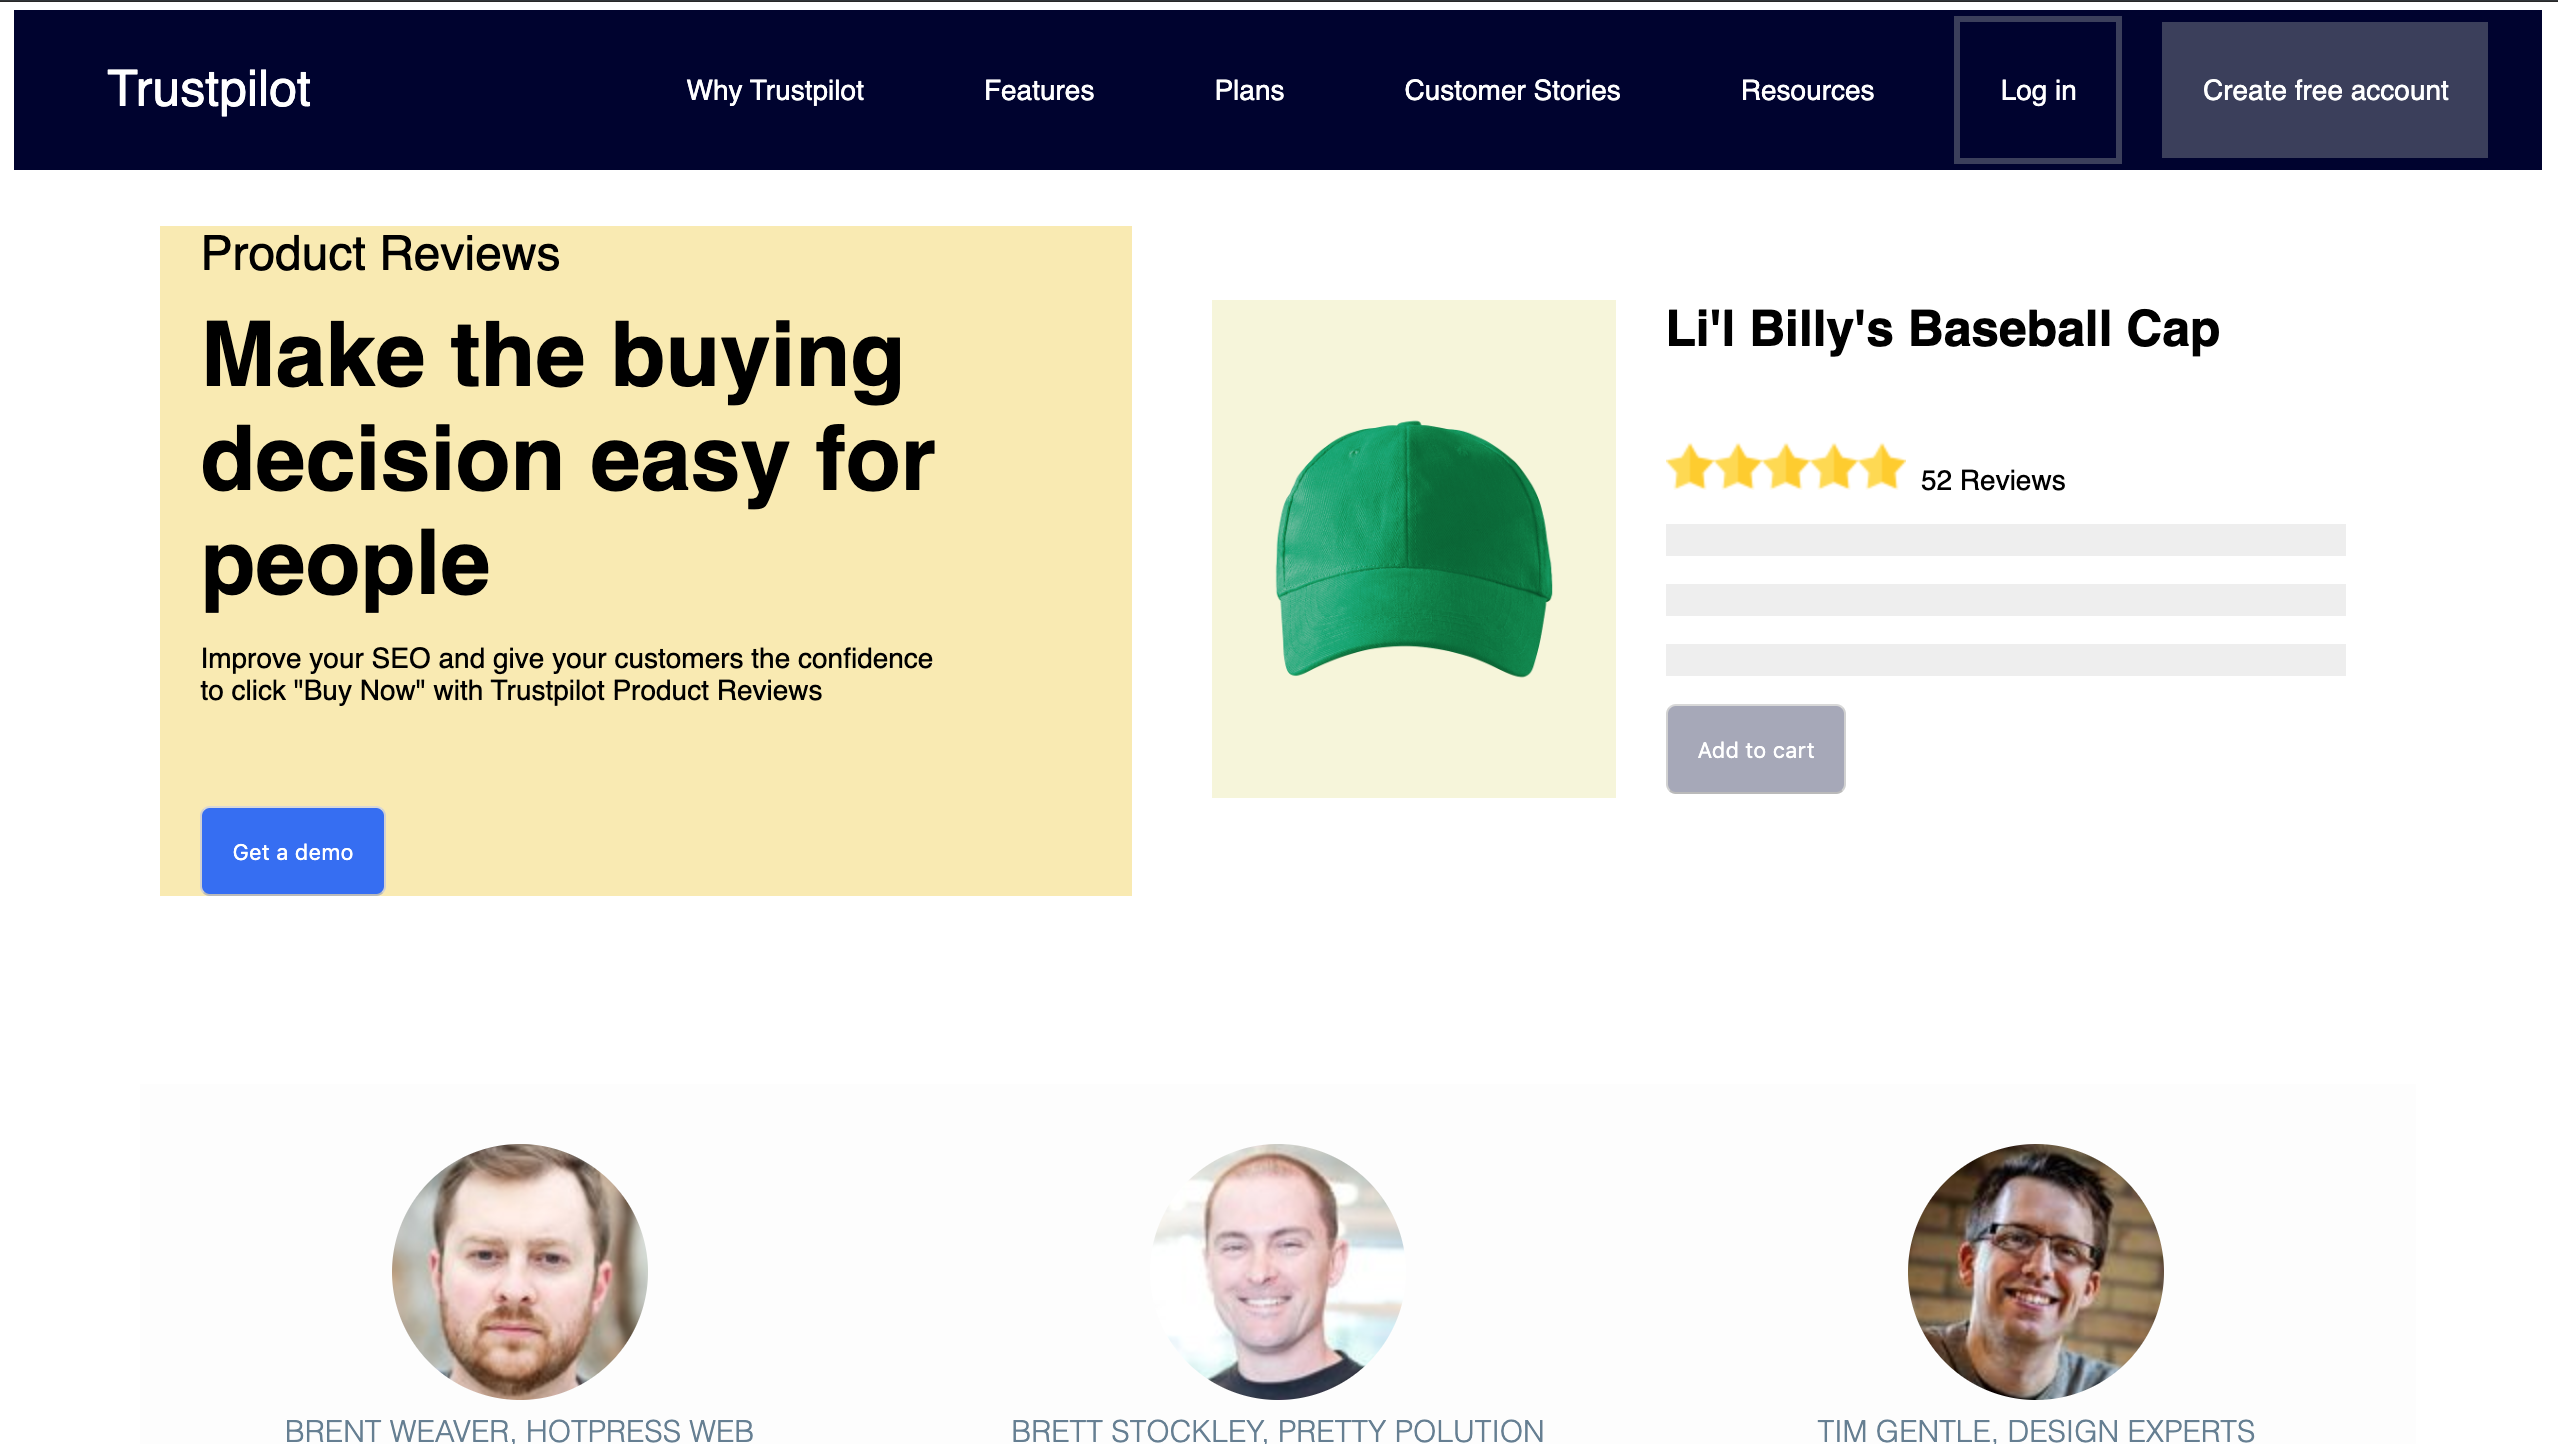 Trustpilot
Why Trustpilot
Features
Plans
Customer Stories
Resources
Log in
Create free account
Product Reviews
Make the buying
decision easy for
people
Improve your SEO and give your customers the confidence
to click "Buy Now" with Trustpilot Product Reviews
Get a demo
Li'l Billy's Baseball Cap
52 Reviews
Add to cart
BRENT WEAVER, HOTPRESS WEB
BRETT STOCKLEY, PRETTY POLUTION
TIM GENTLE, DESIGN EXPERTS